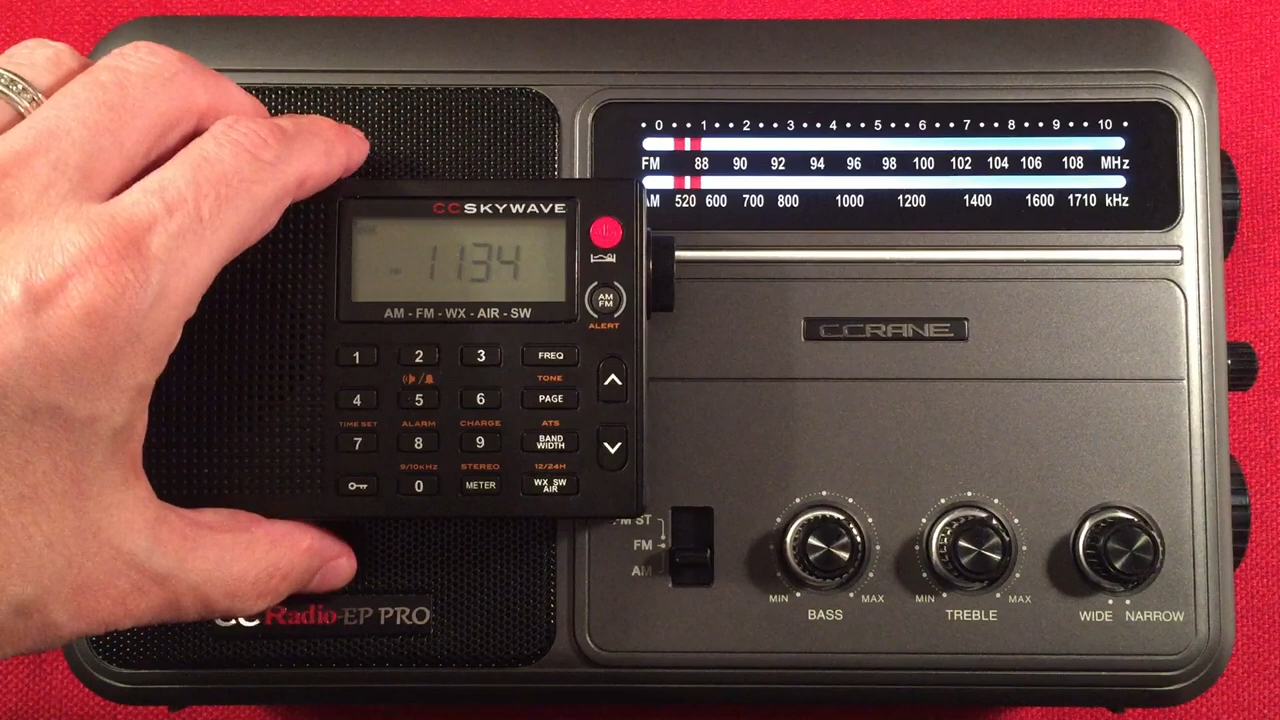 0 1 2 3 4 5 6 7 8 9 10
FM 88 90 92 94 96 98 100 102 104 106 108 MHz
AM 520 600 700 800 1000 1200 1400 1600 1710 kHz
CCSKYWAVE
1134
AM - FM - WX - AIR - SW
AM
FM
ALERT
1 2 3 FREQ
TONE
4 5 6 PAGE
TIME SET ALARM CHARGE ATS
7 8 9 BAND WIDTH
9/10KHz STEREO 12/24H
0 METER WX SW AIR
CCRANE
FM ST
FM
AM
MIN MAX
BASS
MIN MAX
TREBLE
WIDE NARROW
CCRadio-EP PRO